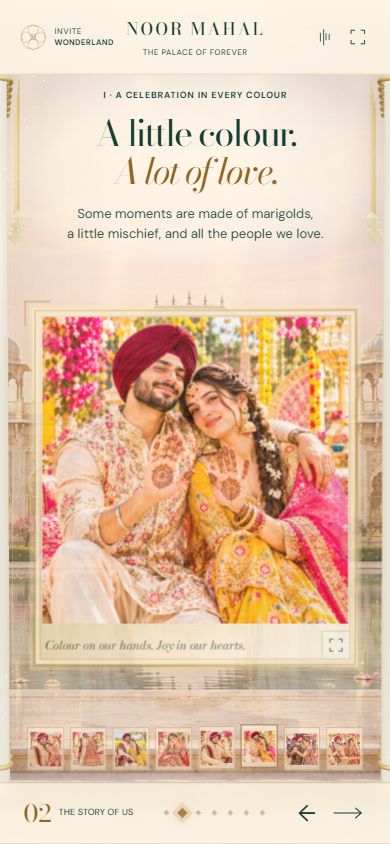 INVITE
WONDERLAND
NOOR MAHAL
THE PALACE OF FOREVER
I · A CELEBRATION IN EVERY COLOUR
A little colour.
A lot of love.
Some moments are made of marigolds,
a little mischief, and all the people we love.
Colour on our hands. Joy in our hearts.
02 THE STORY OF US